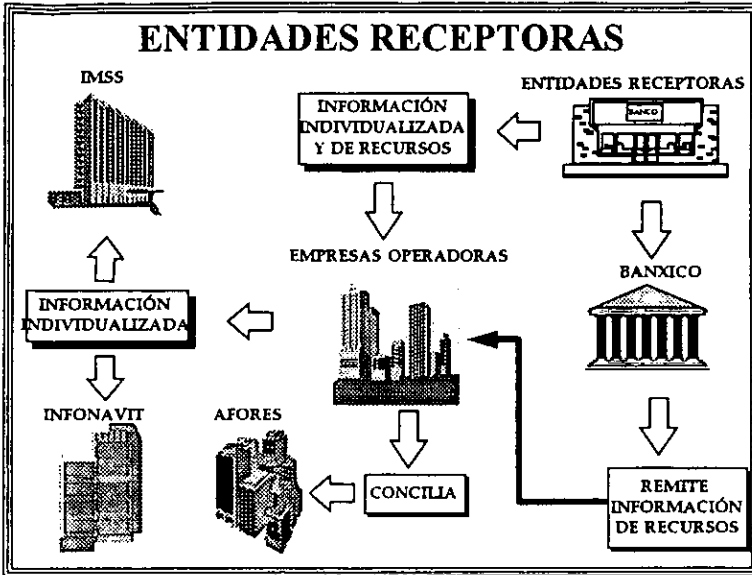 ENTIDADES RECEPTORAS
IMSS
INFORMACIÓN
INDIVIDUALIZADA
Y DE RECURSOS
ENTIDADES RECEPTORAS
BANCO
EMPRESAS OPERADORAS
BANXICO
INFORMACIÓN
INDIVIDUALIZADA
INFONAVIT
AFORES
CONCILIA
REMITE
INFORMACIÓN
DE RECURSOS